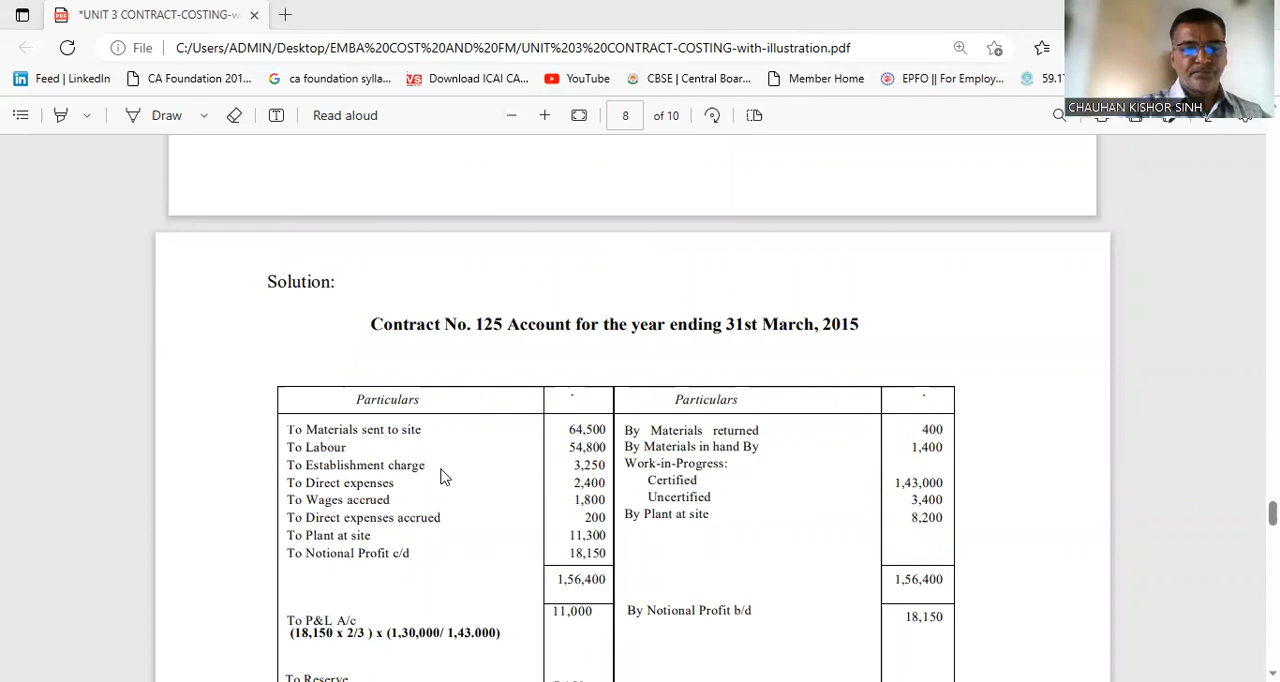 *UNIT 3 CONTRACT-COSTING-w
File
C:/Users/ADMIN/Desktop/EMBA%20COST%20AND%20FM/UNIT%203%20CONTRACT-COSTING-with-illustration.pdf
Feed | LinkedIn
CA Foundation 201...
ca foundation sylla...
Download ICAI CA...
YouTube
CBSE | Central Boar...
Member Home
EPFO || For Employ...
59.1
CHAUHAN KISHOR SINH
Draw
Read aloud
8 of 10
Solution:
Contract No. 125 Account for the year ending 31st March, 2015
Particulars ` Particulars `
To Materials sent to site 64,500 By Materials returned 400
To Labour 54,800 By Materials in hand By 1,400
To Establishment charge 3,250 Work-in-Progress:
To Direct expenses 2,400 Certified 1,43,000
To Wages accrued 1,800 Uncertified 3,400
To Direct expenses accrued 200 By Plant at site 8,200
To Plant at site 11,300
To Notional Profit c/d 18,150
1,56,400 1,56,400
To P&L A/c 11,000 By Notional Profit b/d 18,150
(18,150 x 2/3 ) x (1,30,000/ 1,43.000)
To Reserve